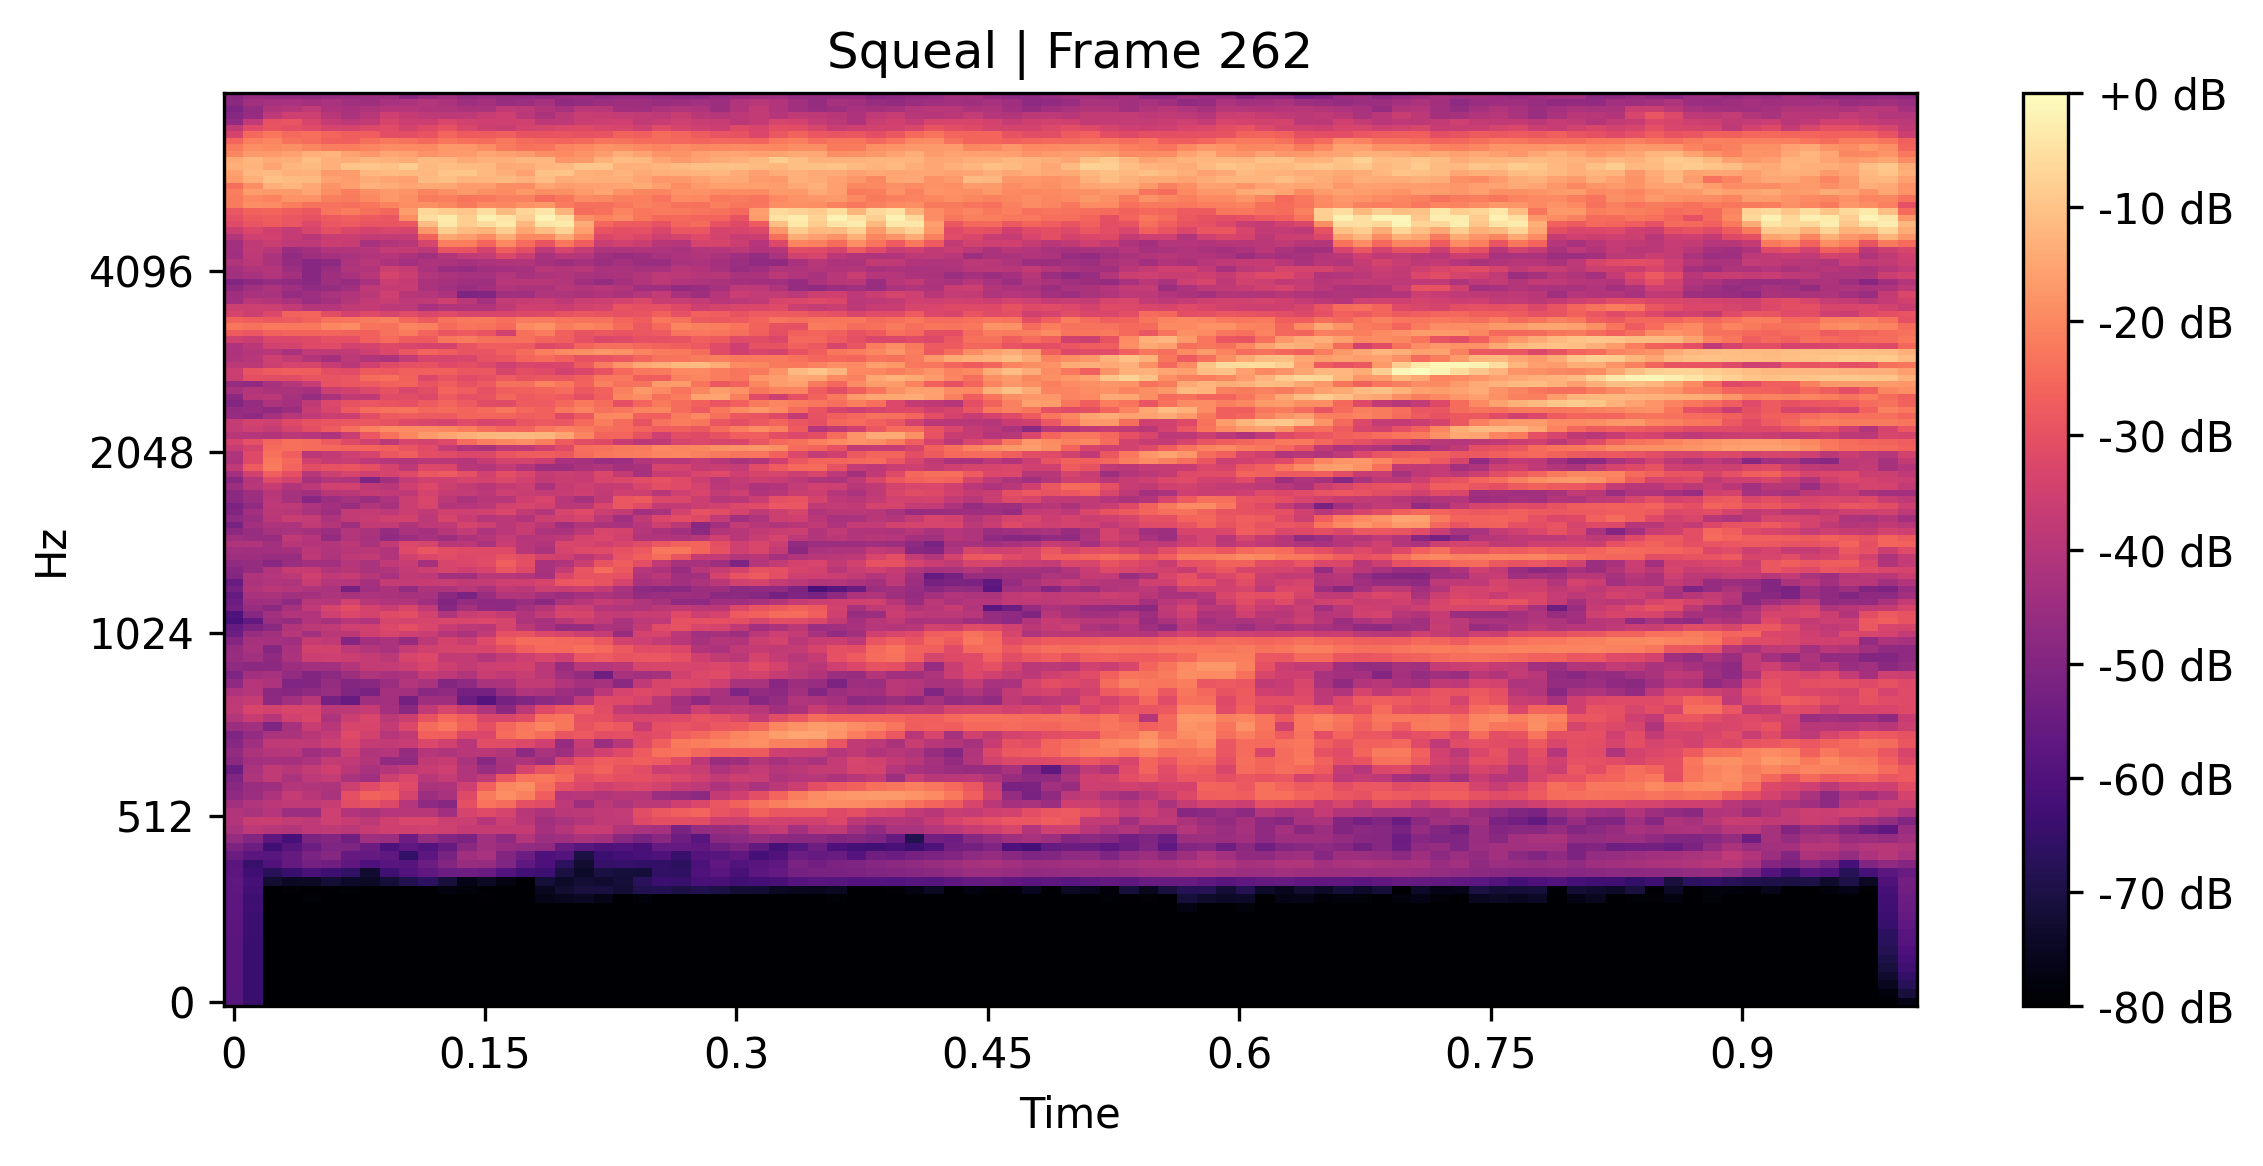 Squeal | Frame 262
+0 dB
-10 dB
4096
-20 dB
-30 dB
2048
-40 dB
Hz
1024
-50 dB
-60 dB
512
-70 dB
0
-80 dB
0 0.15 0.3 0.45 0.6 0.75 0.9
Time